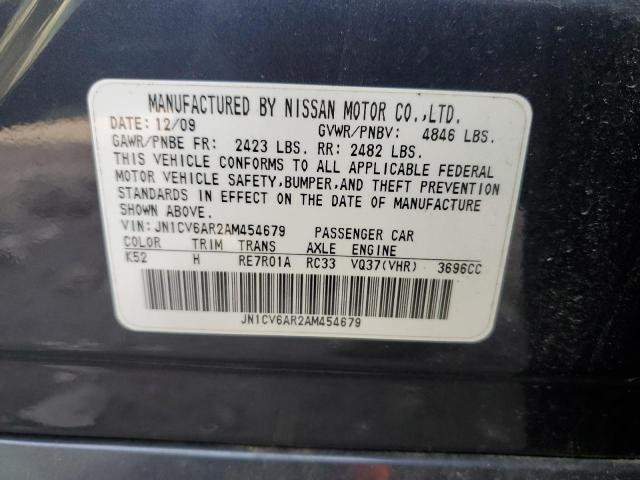 MANUFACTURED BY NISSAN MOTOR CO.,LTD.
DATE: 12/09 GVWR/PNBV: 4846 LBS.
GAWR/PNBE FR: 2423 LBS. RR: 2482 LBS.
THIS VEHICLE CONFORMS TO ALL APPLICABLE FEDERAL
MOTOR VEHICLE SAFETY,BUMPER,AND THEFT PREVENTION
STANDARDS IN EFFECT ON THE DATE OF MANUFACTURE
SHOWN ABOVE.
VIN: JN1CV6AR2AM454679 PASSENGER CAR
COLOR TRIM TRANS AXLE ENGINE
K52 H RE7R01A RC33 VQ37(VHR) 3696CC
JN1CV6AR2AM454679